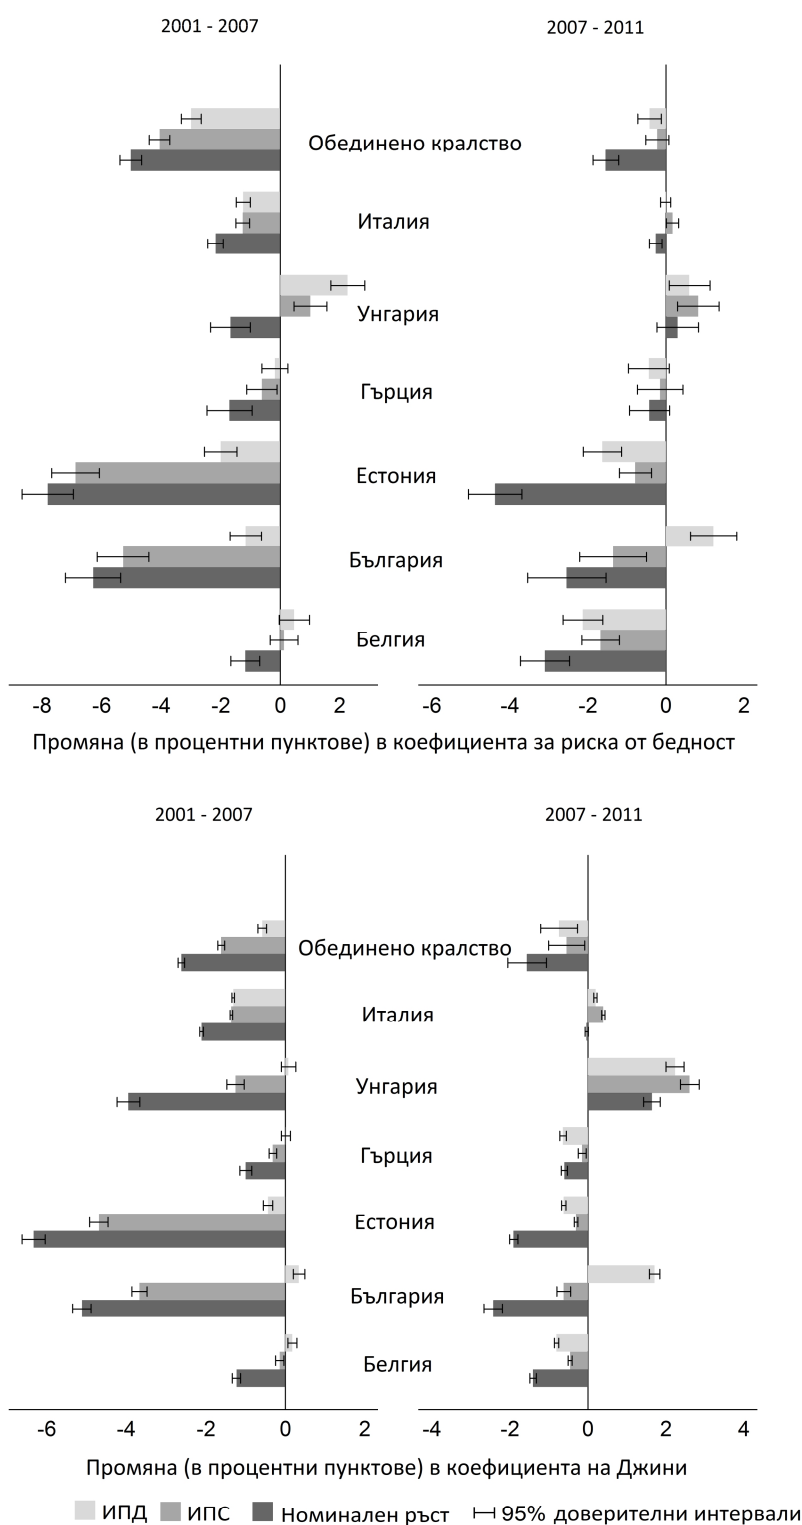 2001 - 2007 2007 - 2011
Обединено кралство
Италия
Унгария
Гърция
Естония
България
Белгия
-8 -6 -4 -2 0 2 -6 -4 -2 0 2
Промяна (в процентни пунктове) в коефициента за риска от бедност
2001 - 2007 2007 - 2011
Обединено кралство
Италия
Унгария
Гърция
Естония
България
Белгия
-6 -4 -2 0 2 -4 -2 0 2 4
Промяна (в процентни пунктове) в коефициента на Джини
ИПД ИПС Номинален ръст 95% доверителни интервали